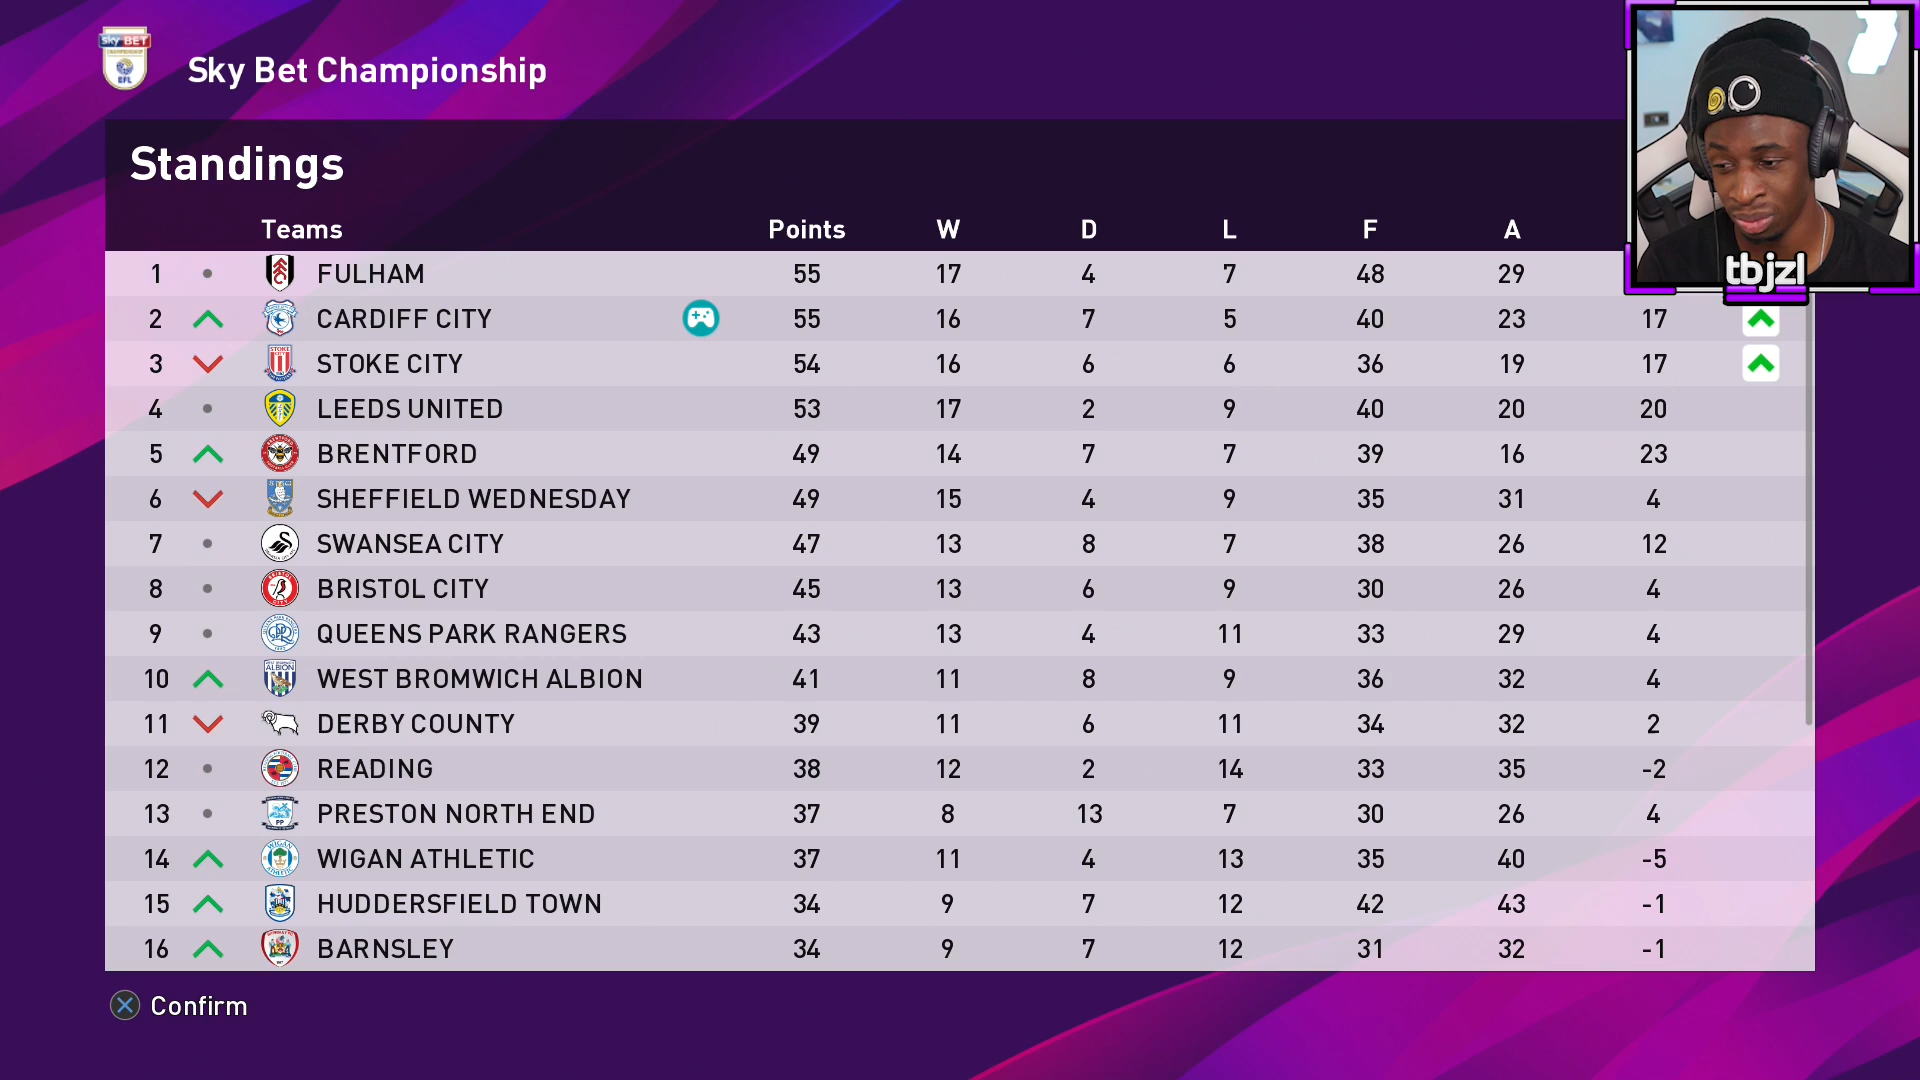 sky BET
EFL
Sky Bet Championship
Standings
Teams Points W D L F A
1 FULHAM 55 17 4 7 48 29
2 CARDIFF CITY 55 16 7 5 40 23 17
3 STOKE CITY 54 16 6 6 36 19 17
4 LEEDS UNITED 53 17 2 9 40 20 20
5 BRENTFORD 49 14 7 7 39 16 23
6 SHEFFIELD WEDNESDAY 49 15 4 9 35 31 4
7 SWANSEA CITY 47 13 8 7 38 26 12
8 BRISTOL CITY 45 13 6 9 30 26 4
9 QUEENS PARK RANGERS 43 13 4 11 33 29 4
10 WEST BROMWICH ALBION 41 11 8 9 36 32 4
11 DERBY COUNTY 39 11 6 11 34 32 2
12 READING 38 12 2 14 33 35 -2
13 PRESTON NORTH END 37 8 13 7 30 26 4
14 WIGAN ATHLETIC 37 11 4 13 35 40 -5
15 HUDDERSFIELD TOWN 34 9 7 12 42 43 -1
16 BARNSLEY 34 9 7 12 31 32 -1
Confirm
tbjzl